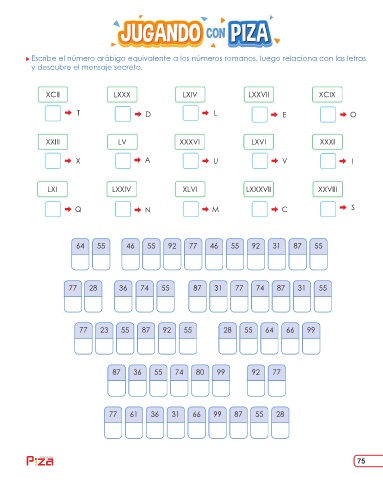 JUGANDO CON PIZA
Escribe el número arábigo equivalente a los números romanos, luego relaciona con las letras
y descubre el mensaje secreto.
XCII LXXX LXIV LXXVII XCIX
T D L E O
XXIII LV XXXVI LXVI XXXI
X A U V I
LXI LXXIV XLVI LXXXVII XXVIII
Q N M C S
64 55 46 55 92 77 46 55 92 31 87 55
77 28 36 74 55 87 31 77 74 87 31 55
77 23 55 87 92 55 28 55 64 66 99
87 36 55 74 80 99 92 77
77 61 36 31 66 99 87 55 28
Piza 75